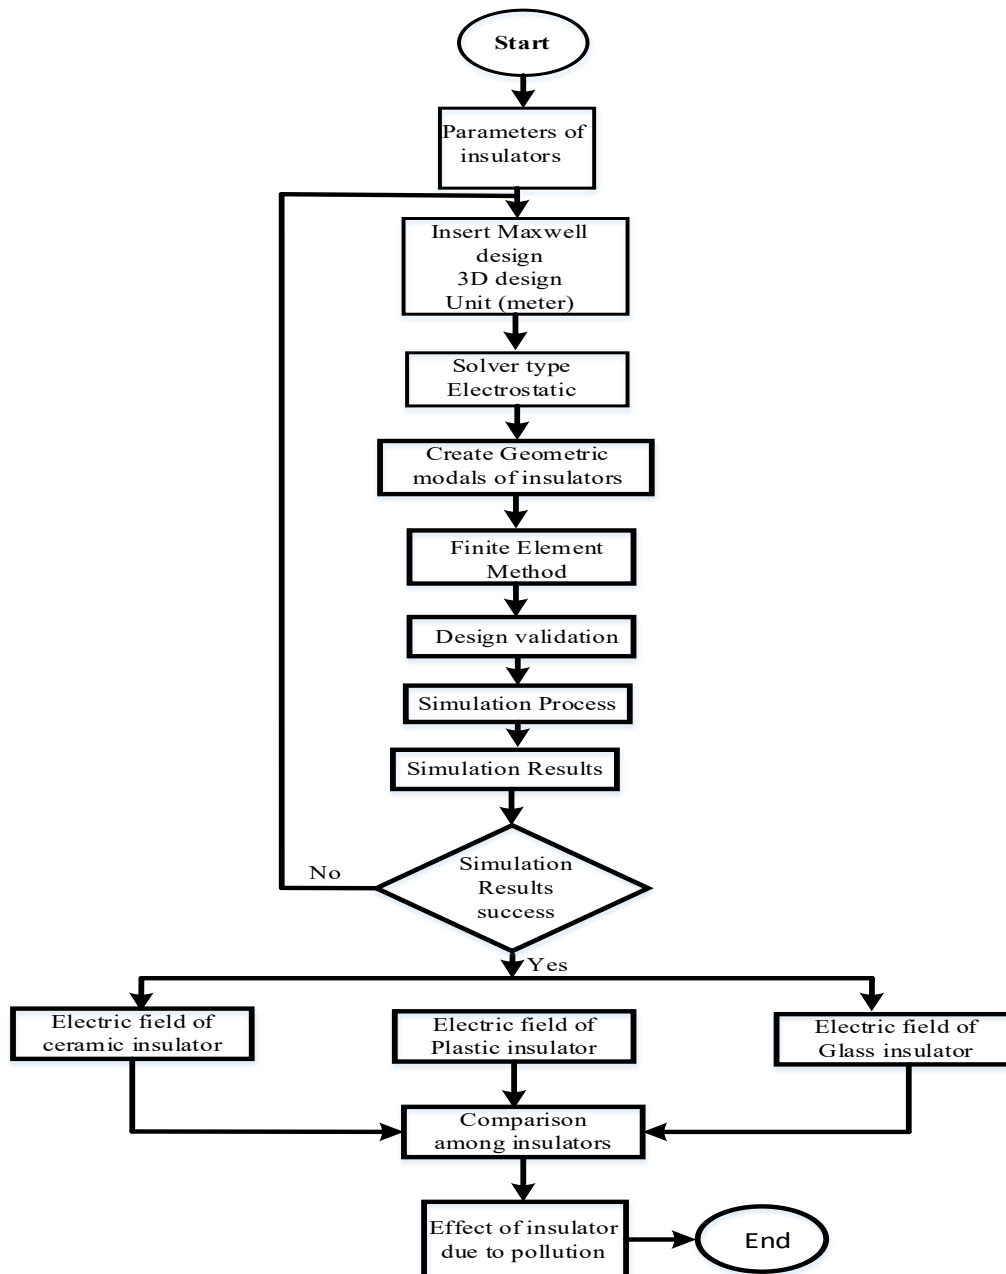 Start
Parameters of
insulators
Insert Maxwell
design
3D design
Unit (meter)
Solver type
Electrostatic
Create Geometric
modals of insulators
Finite Element
Method
Design validation
Simulation Process
Simulation Results
Simulation
Results
success
No
Yes
Electric field of
ceramic insulator
Electric field of
Plastic insulator
Electric field of
Glass insulator
Comparison
among insulators
Effect of insulator
due to pollution
End